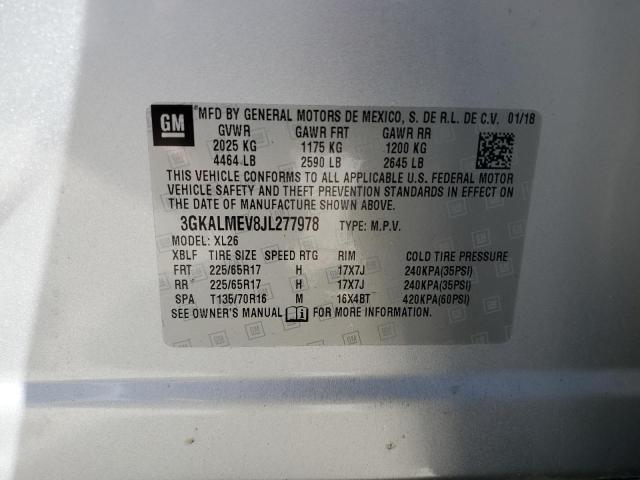 GM
MFD BY GENERAL MOTORS DE MEXICO, S. DE R.L. DE C.V. 01/18
GVWR GAWR FRT GAWR RR
2025 KG 1175 KG 1200 KG
4464 LB 2590 LB 2645 LB
THIS VEHICLE CONFORMS TO ALL APPLICABLE U.S. FEDERAL MOTOR
VEHICLE SAFETY AND THEFT PREVENTION STANDARDS IN EFFECT ON
THE DATE OF MANUFACTURE SHOWN ABOVE.
3GKALMEV8JL277978 TYPE: M.P.V.
MODEL: XL26
XBLF TIRE SIZE SPEED RTG RIM COLD TIRE PRESSURE
FRT 225/65R17 H 17X7J 240KPA(35PSI)
RR 225/65R17 H 17X7J 240KPA(35PSI)
SPA T135/70R16 M 16X4BT 420KPA(60PSI)
SEE OWNER'S MANUAL FOR MORE INFORMATION